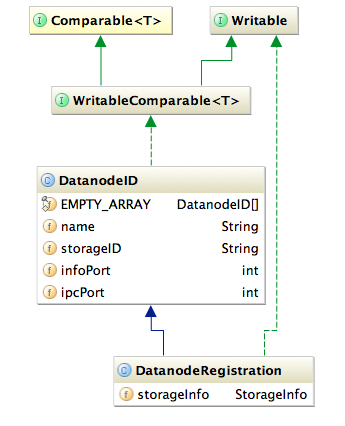 I Comparable<T>
I Writable
I WritableComparable<T>
C DatanodeID
f EMPTY_ARRAY DatanodeID[]
f name String
f storageID String
f infoPort int
f ipcPort int
C DatanodeRegistration
f storageInfo StorageInfo